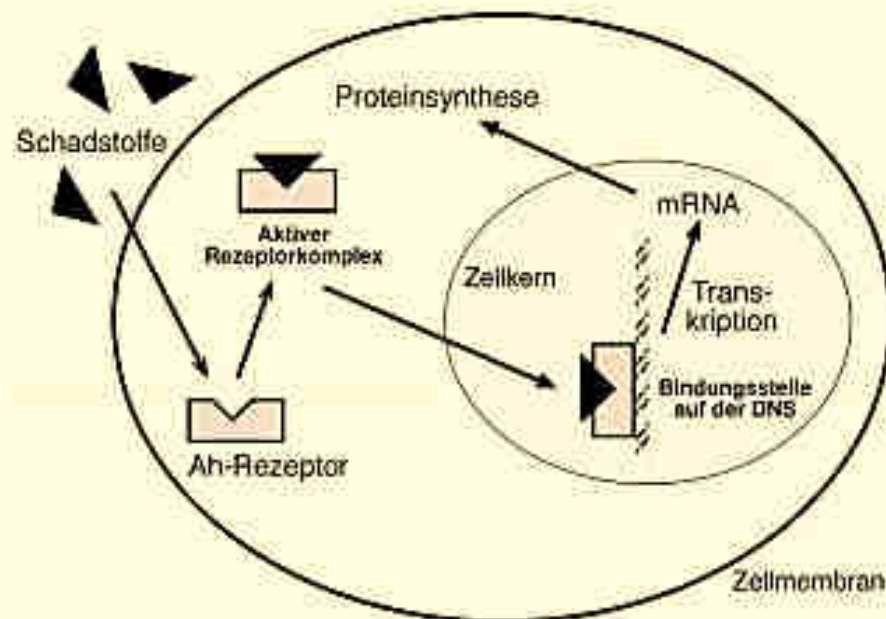 Proteinsynthese
Schadstoffe
mRNA
Aktiver
Rezeptorkomplex
Zellkern
Trans-
kription
Bindungsstelle
auf der DNS
Ah-Rezeptor
Zellmembran